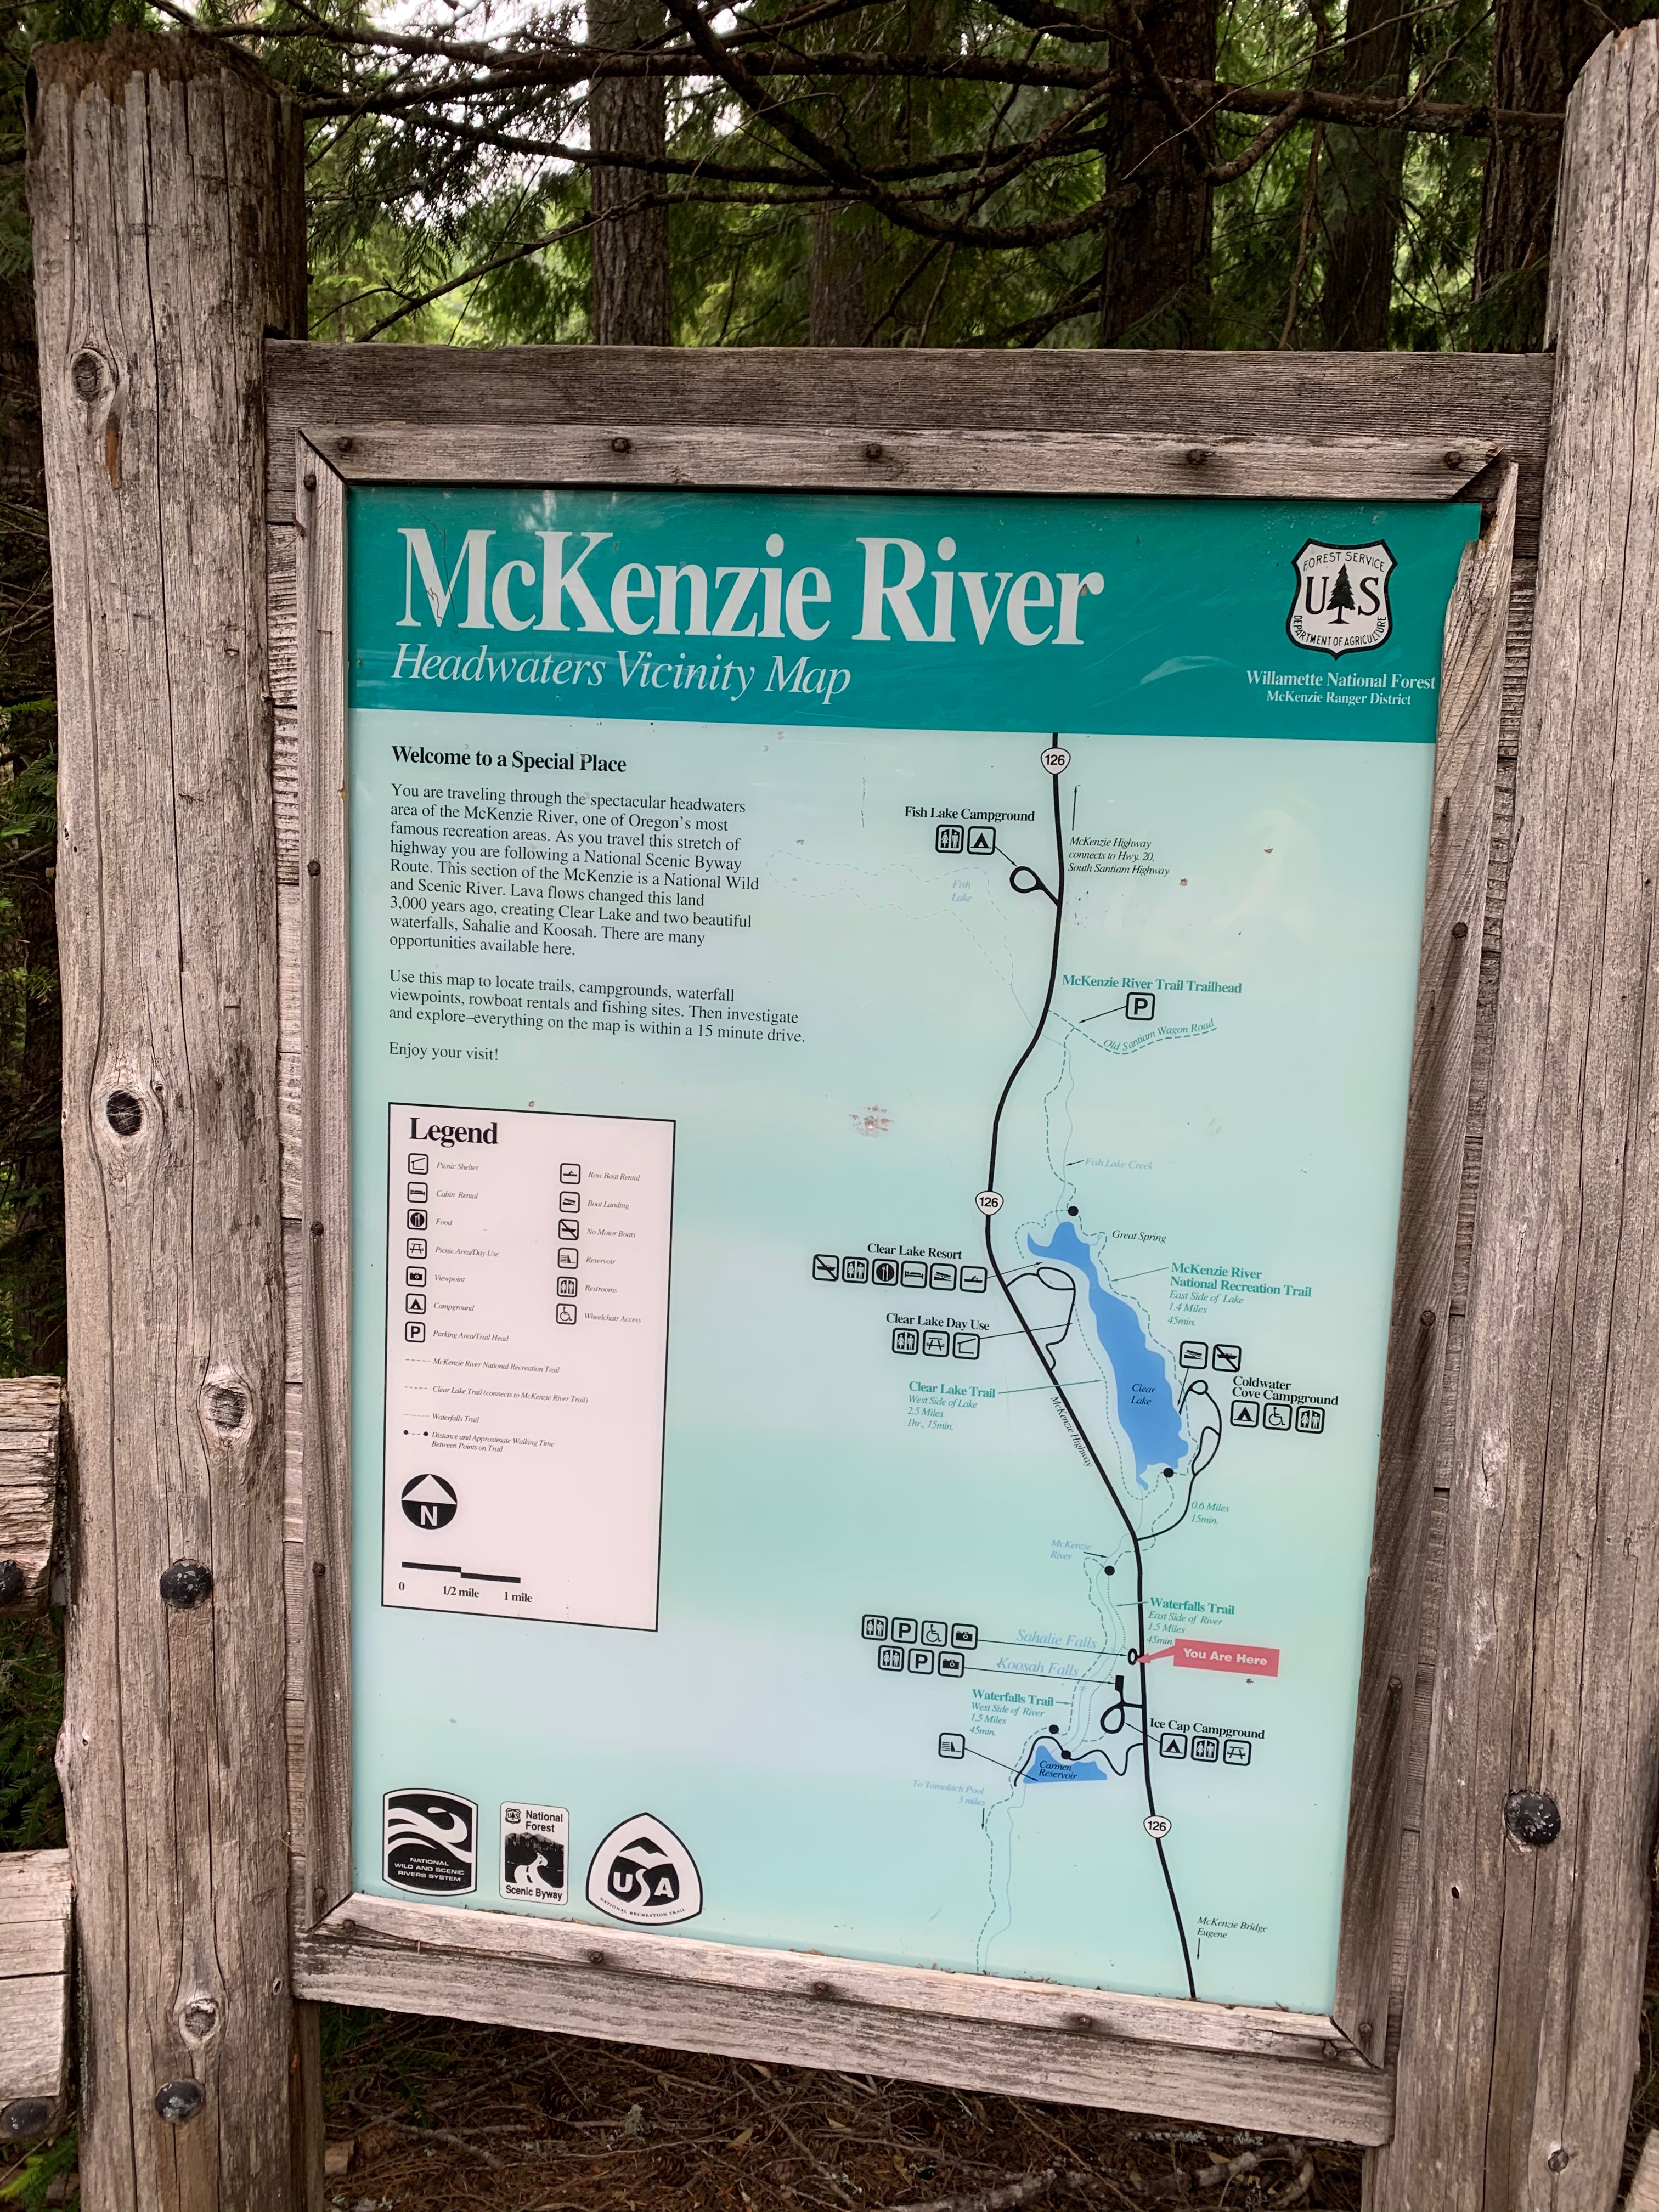 McKenzie River
Headwaters Vicinity Map
FOREST SERVICE
U S
DEPARTMENT OF AGRICULTURE
Willamette National Forest
McKenzie Ranger District
Welcome to a Special Place
You are traveling through the spectacular headwaters
area of the McKenzie River, one of Oregon's most
famous recreation areas. As you travel this stretch of
highway you are following a National Scenic Byway
Route. This section of the McKenzie is a National Wild
and Scenic River. Lava flows changed this land
3,000 years ago, creating Clear Lake and two beautiful
waterfalls, Sahalie and Koosah. There are many
opportunities available here.
Use this map to locate trails, campgrounds, waterfall
viewpoints, rowboat rentals and fishing sites. Then investigate
and explore–everything on the map is within a 15 minute drive.
Enjoy your visit!
Legend
Picnic Shelter
Cabin Rental
Food
Picnic Area/Day Use
Viewpoint
Campground
P
Parking Area/Trail Head
Row Boat Rental
Boat Landing
No Motor Boats
Reservoir
Restrooms
Wheelchair Access
McKenzie River National Recreation Trail
Clear Lake Trail (connects to McKenzie River Trail)
Waterfalls Trail
Distance and Approximate Walking Time
Between Points on Trail
N
0 1/2 mile 1 mile
126
Fish Lake Campground
McKenzie Highway
connects to Hwy. 20,
South Santiam Highway
Fish
Lake
McKenzie River Trail Trailhead
P
Old Santiam Wagon Road
Fish Lake Creek
126
Great Spring
Clear Lake Resort
McKenzie River
National Recreation Trail
East Side of Lake
1.4 Miles
45min.
Clear Lake Day Use
Clear Lake Trail
West Side of Lake
2.5 Miles
1hr., 15min.
Clear
Lake
Coldwater
Cove Campground
McKenzie Highway
0.6 Miles
15min.
McKenzie
River
Waterfalls Trail
East Side of River
1.5 Miles
45min.
You Are Here
P
Sahalie Falls
P
Koosah Falls
Waterfalls Trail
West Side of River
1.5 Miles
45min.
Ice Cap Campground
Carmen
Reservoir
To Tamolitch Pool
3 miles
126
McKenzie Bridge
Eugene
NATIONAL
WILD AND SCENIC
RIVERS SYSTEM
US
National
Forest
Scenic Byway
USA
NATIONAL RECREATION TRAIL